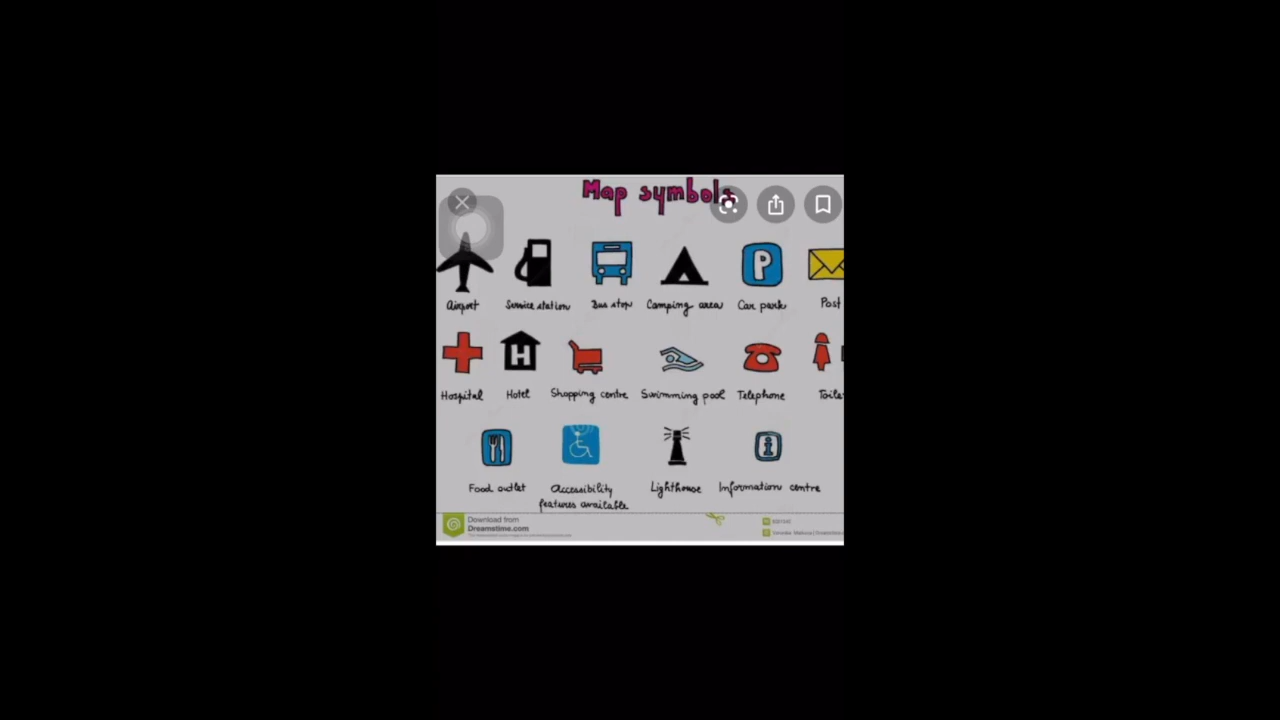 Map symbols
Airport Service station Bus stop Camping area Car park Post
P
Hospital Hotel Shopping centre Swimming pool Telephone Toile
H
Food outlet Accessibility features available Lighthouse Information centre
i
Download from
Dreamstime.com